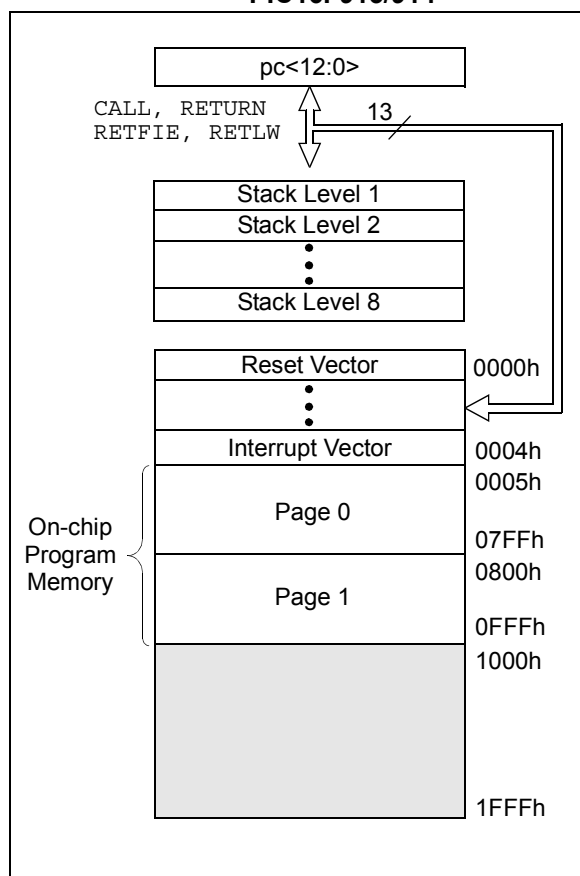 pc<12:0>
CALL, RETURN
RETFIE, RETLW
13
Stack Level 1
Stack Level 2
Stack Level 8
Reset Vector
0000h
Interrupt Vector
0004h
0005h
On-chip
Program
Memory
Page 0
07FFh
0800h
Page 1
0FFFh
1000h
1FFFh